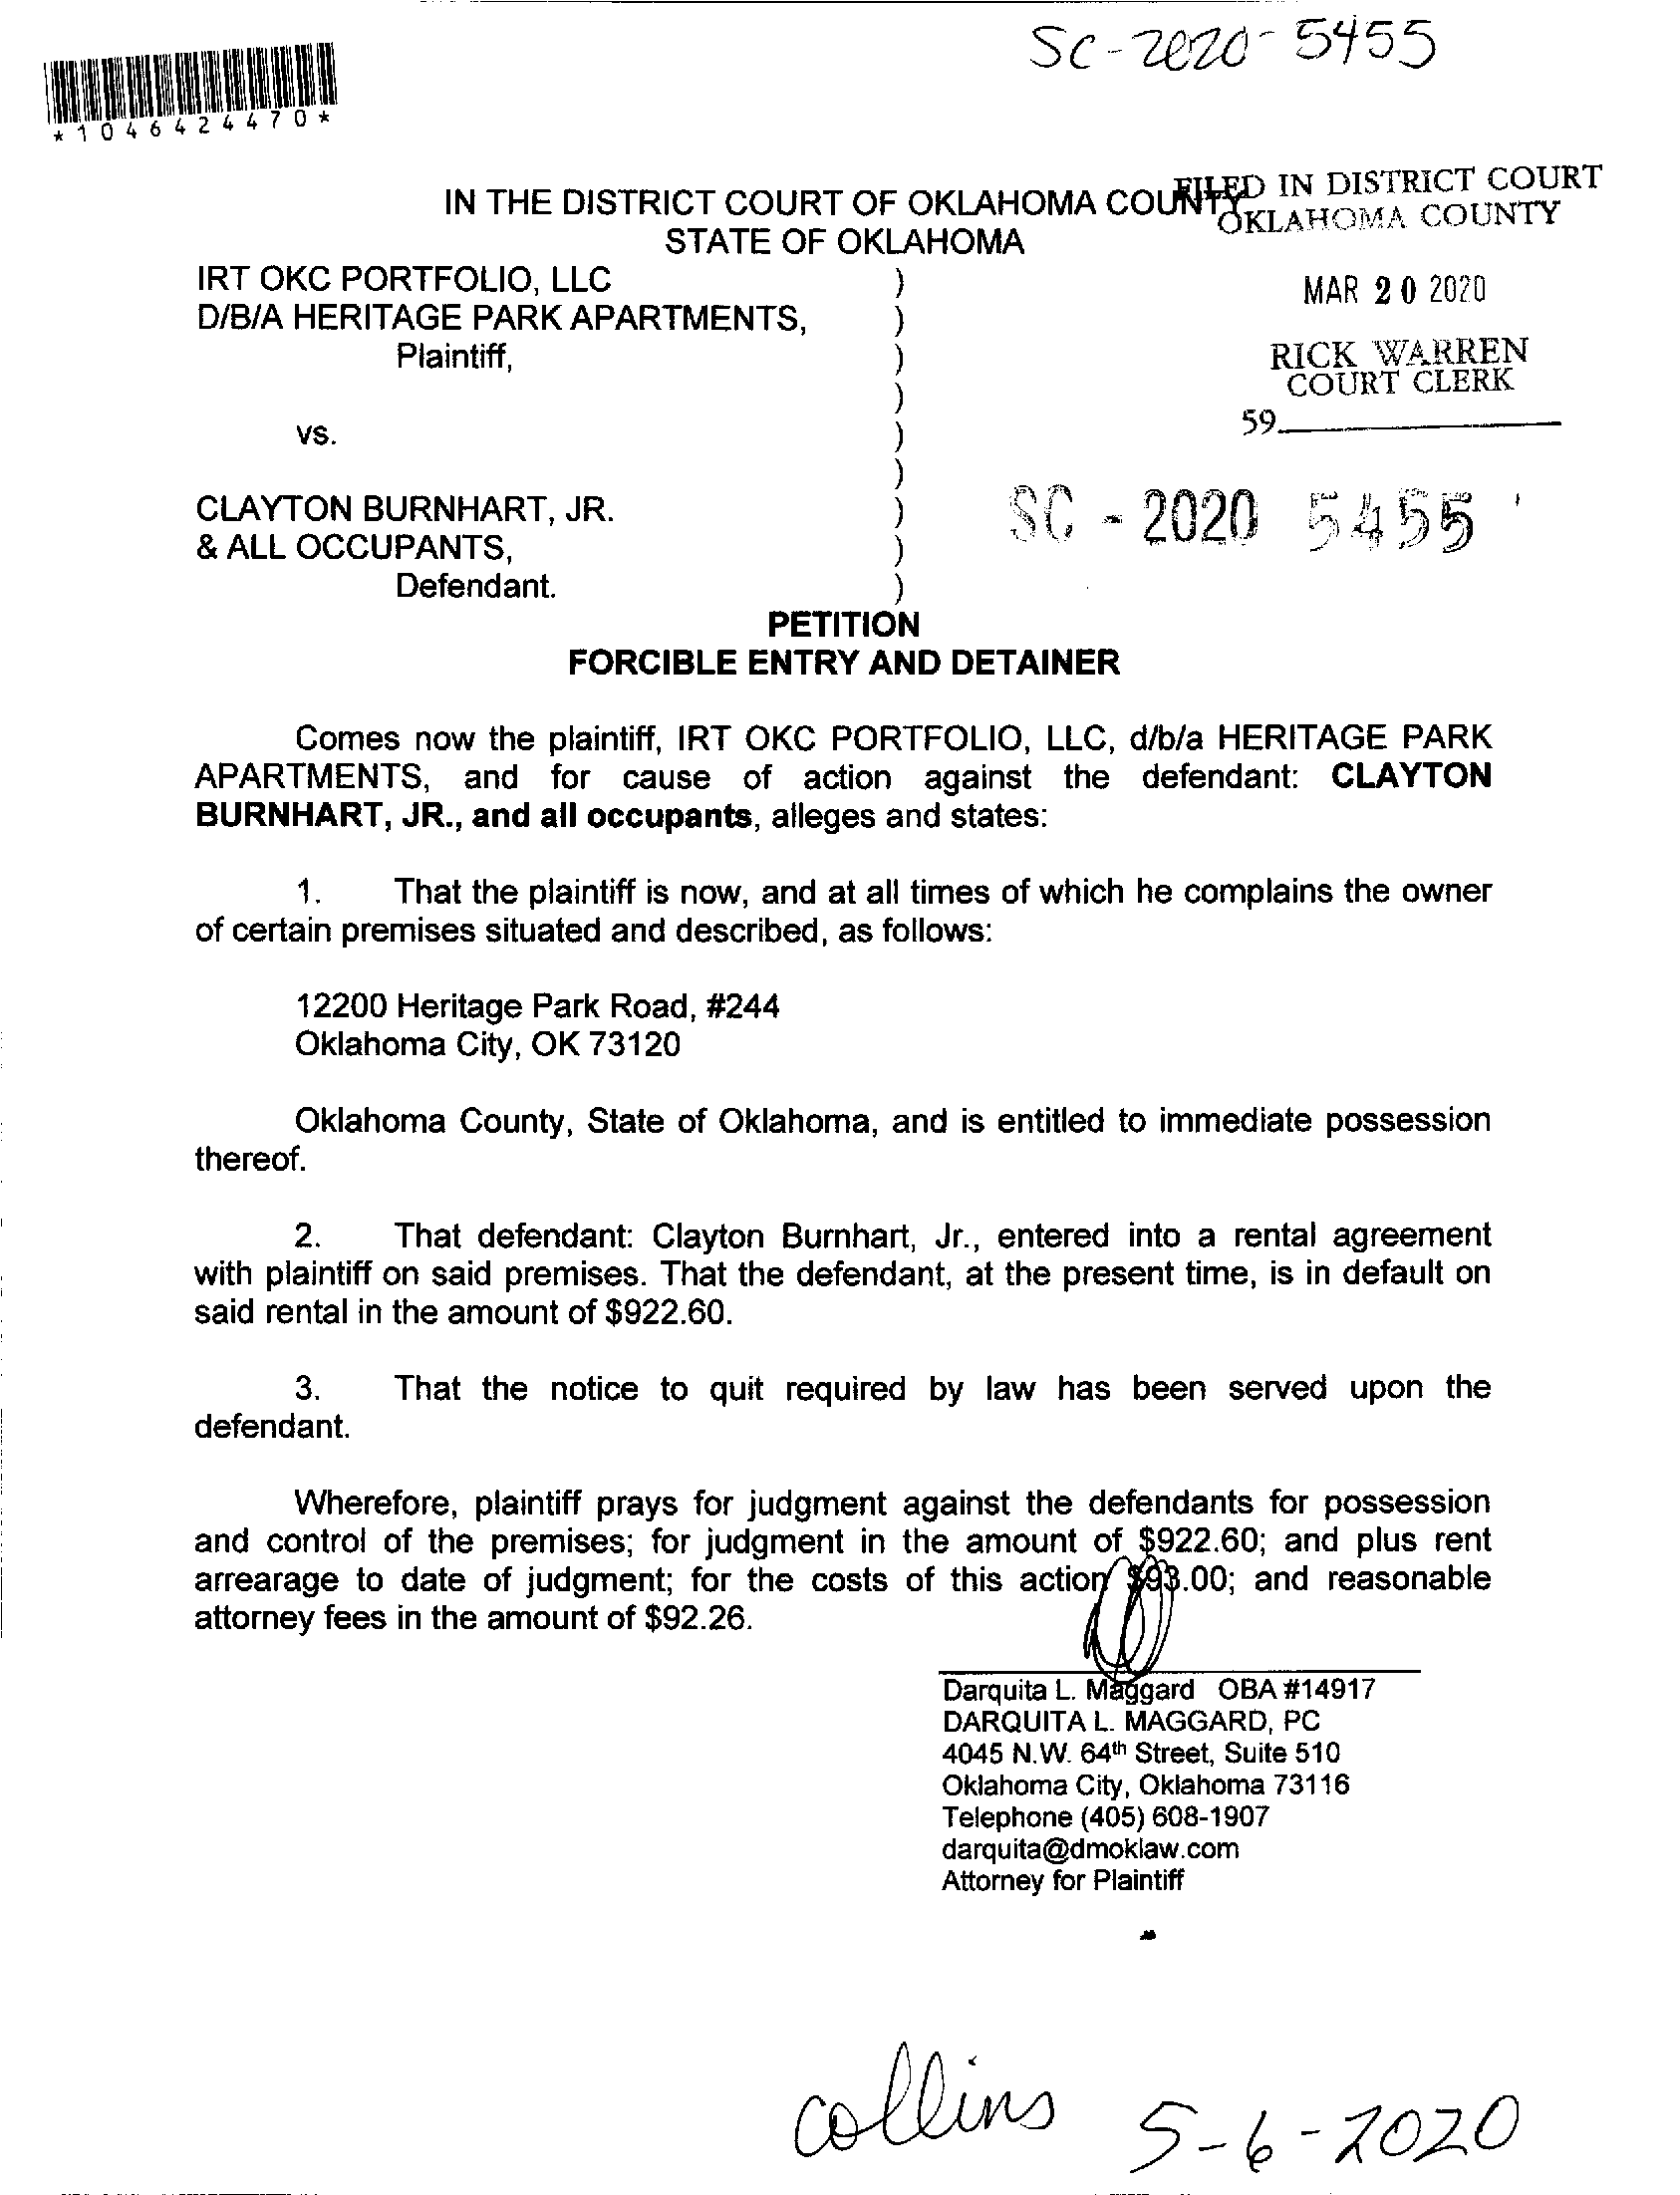 SC-2020-5455
*1046424470*
IN THE DISTRICT COURT OF OKLAHOMA COUNTY
STATE OF OKLAHOMA
FILED IN DISTRICT COURT
OKLAHOMA COUNTY
MAR 20 2020
RICK WARREN
COURT CLERK
59
IRT OKC PORTFOLIO, LLC )
D/B/A HERITAGE PARK APARTMENTS, )
Plaintiff, )
)
vs. )
)
CLAYTON BURNHART, JR. )
& ALL OCCUPANTS, )
Defendant. )
SC - 2020 5455
PETITION
FORCIBLE ENTRY AND DETAINER
Comes now the plaintiff, IRT OKC PORTFOLIO, LLC, d/b/a HERITAGE PARK
APARTMENTS, and for cause of action against the defendant: CLAYTON
BURNHART, JR., and all occupants, alleges and states:
1. That the plaintiff is now, and at all times of which he complains the owner
of certain premises situated and described, as follows:
12200 Heritage Park Road, #244
Oklahoma City, OK 73120
Oklahoma County, State of Oklahoma, and is entitled to immediate possession
thereof.
2. That defendant: Clayton Burnhart, Jr., entered into a rental agreement
with plaintiff on said premises. That the defendant, at the present time, is in default on
said rental in the amount of $922.60.
3. That the notice to quit required by law has been served upon the
defendant.
Wherefore, plaintiff prays for judgment against the defendants for possession
and control of the premises; for judgment in the amount of $922.60; and plus rent
arrearage to date of judgment; for the costs of this action $93.00; and reasonable
attorney fees in the amount of $92.26.
Darquita L. Maggard OBA #14917
DARQUITA L. MAGGARD, PC
4045 N.W. 64th Street, Suite 510
Oklahoma City, Oklahoma 73116
Telephone (405) 608-1907
darquita@dmoklaw.com
Attorney for Plaintiff
collins 5-6-2020